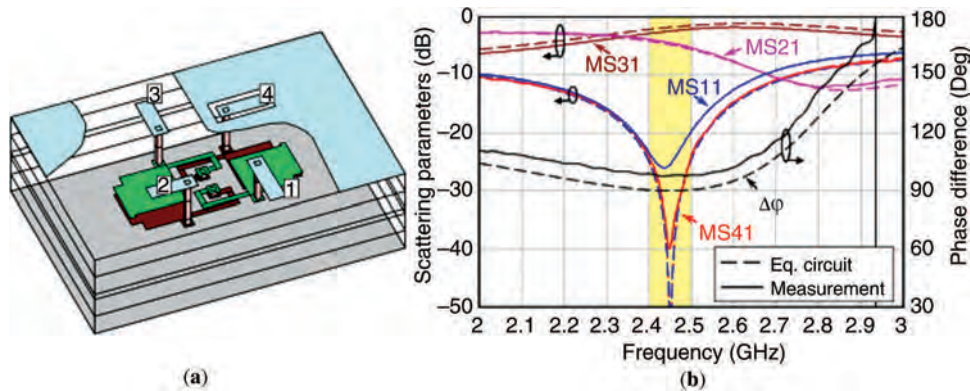 3
4
2
1
(a)
Scattering parameters (dB)
0
−10
−20
−30
−40
−50
MS31
MS21
MS11
MS41
Δφ
Eq. circuit
Measurement
180
150
120
90
60
30
Phase difference (Deg)
2 2.1 2.2 2.3 2.4 2.5 2.6 2.7 2.8 2.9 3
Frequency (GHz)
(b)